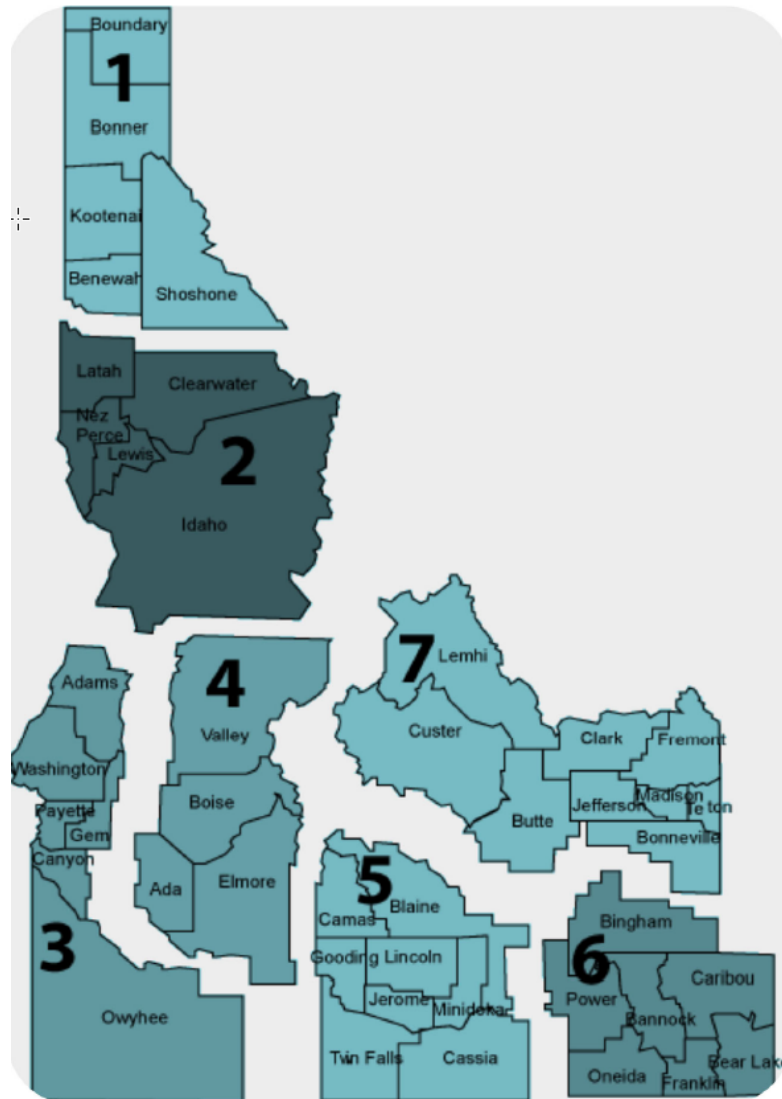 Boundary
1
Bonner
Kootenai
Benewah
Shoshone
Latah
Clearwater
Nez
Perce
Lewis
2
Idaho
Adams
Washington
Payette
Gem
Canyon
3
Owyhee
4
Valley
Boise
Ada
Elmore
7
Lemhi
Custer
Clark
Fremont
Jefferson
Madison
Teton
Butte
Bonneville
5
Camas
Blaine
Gooding
Lincoln
Jerome
Minidoka
Twin Falls
Cassia
Bingham
6
Power
Caribou
Bannock
Oneida
Franklin
Bear Lake